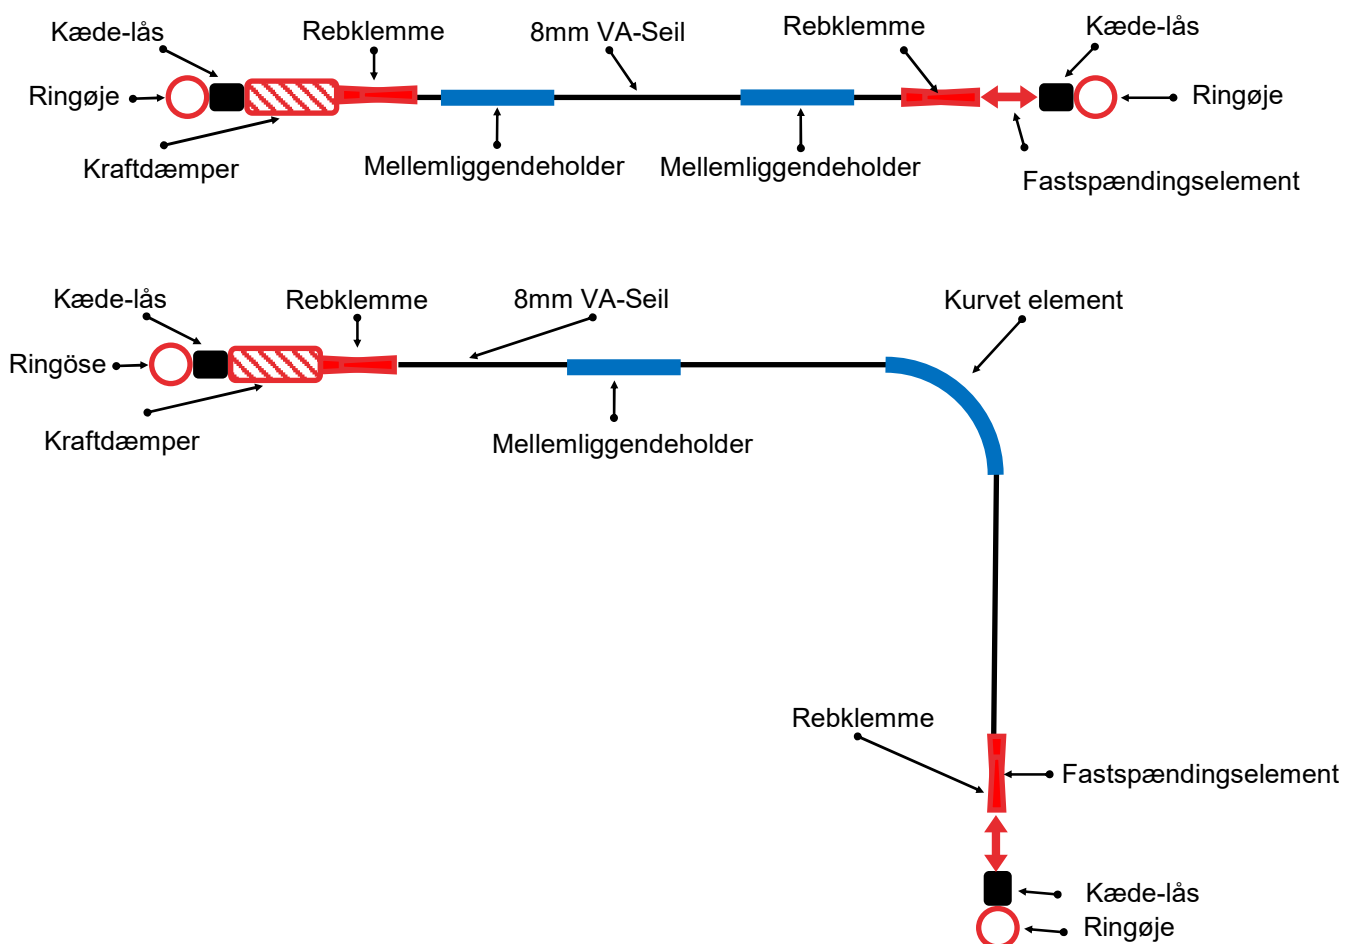 Kæde-lås
Rebklemme
8mm VA-Seil
Rebklemme
Kæde-lås
Ringøje
Ringøje
Kraftdæmper
Mellemliggendeholder
Mellemliggendeholder
Fastspændingselement
Kæde-lås
Rebklemme
8mm VA-Seil
Kurvet element
Ringöse
Kraftdæmper
Mellemliggendeholder
Rebklemme
Fastspændingselement
Kæde-lås
Ringøje